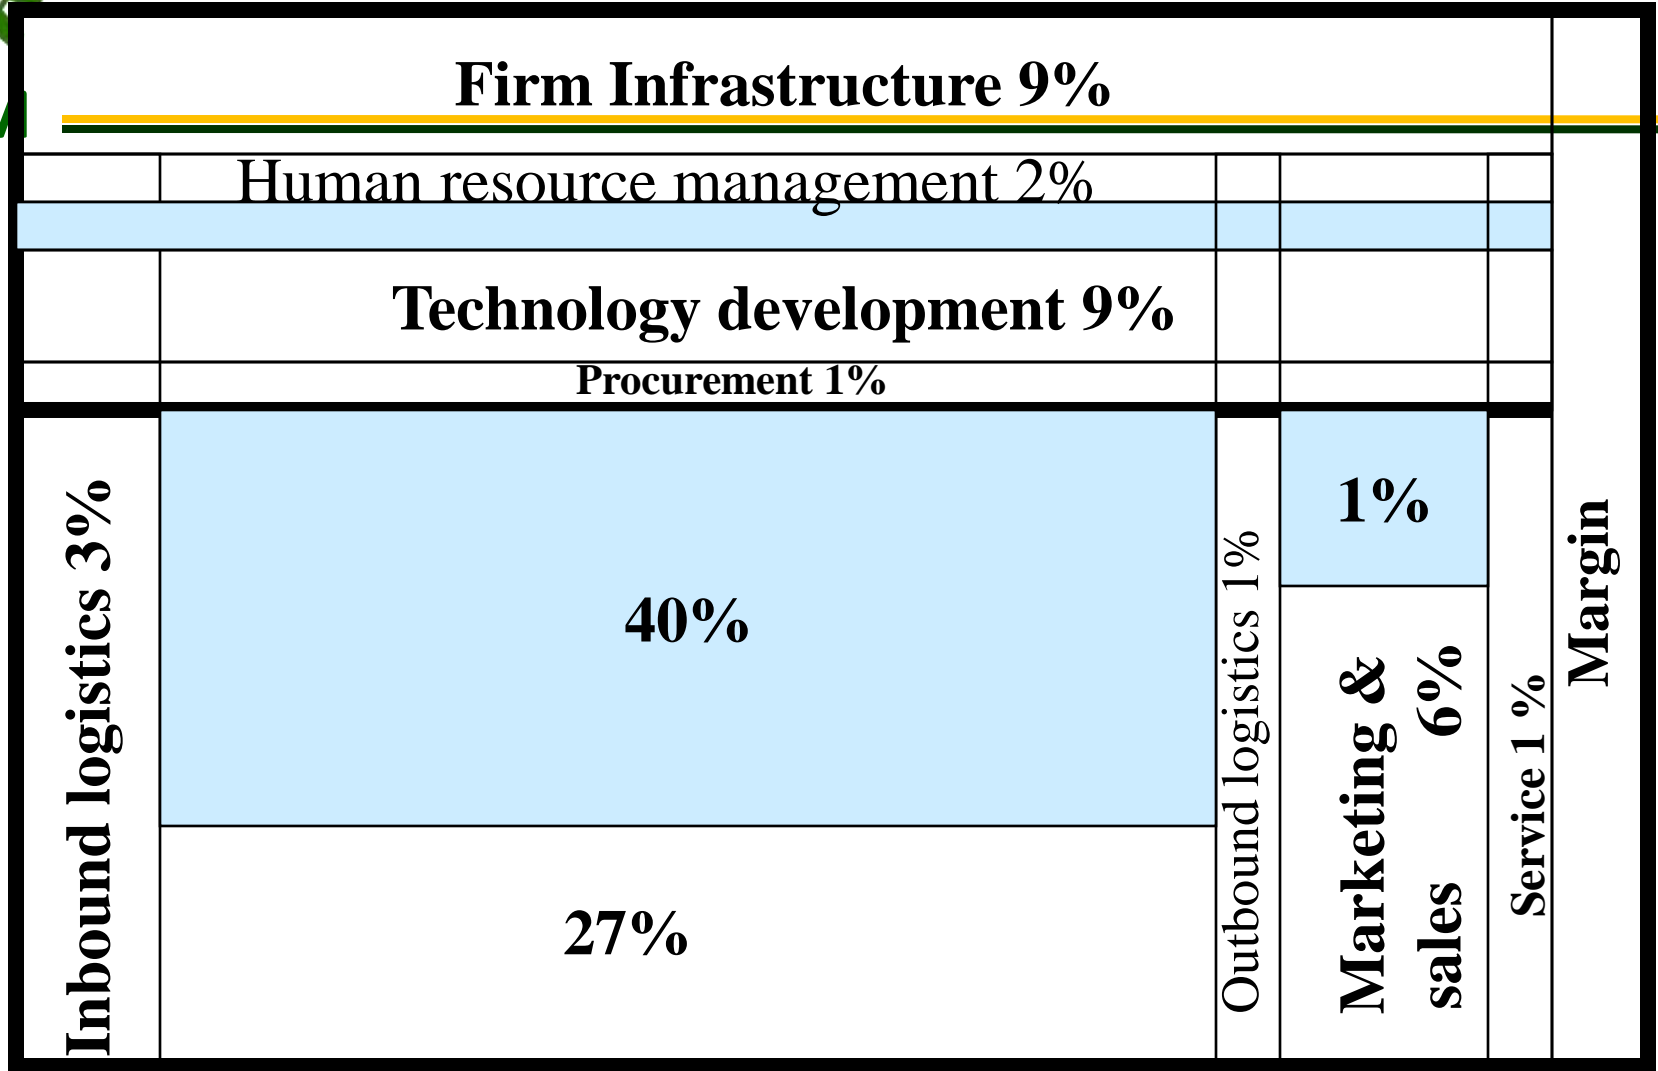 Firm Infrastructure 9%
Human resource management 2%
Technology development 9%
Procurement 1%
Inbound logistics 3%
40%
27%
Outbound logistics 1%
1%
Marketing &
sales 6%
Service 1 %
Margin